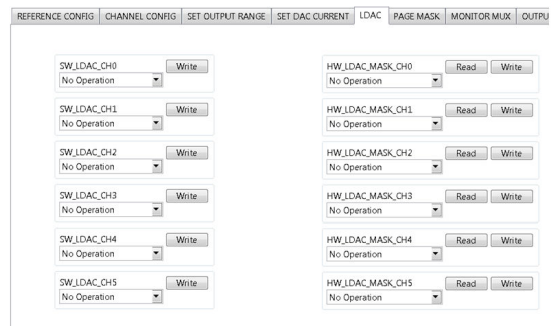 REFERENCE CONFIG CHANNEL CONFIG SET OUTPUT RANGE SET DAC CURRENT LDAC PAGE MASK MONITOR MUX OUTPU
SW_LDAC_CH0 Write
No Operation
SW_LDAC_CH1 Write
No Operation
SW_LDAC_CH2 Write
No Operation
SW_LDAC_CH3 Write
No Operation
SW_LDAC_CH4 Write
No Operation
SW_LDAC_CH5 Write
No Operation
HW_LDAC_MASK_CH0 Read Write
No Operation
HW_LDAC_MASK_CH1 Read Write
No Operation
HW_LDAC_MASK_CH2 Read Write
No Operation
HW_LDAC_MASK_CH3 Read Write
No Operation
HW_LDAC_MASK_CH4 Read Write
No Operation
HW_LDAC_MASK_CH5 Read Write
No Operation